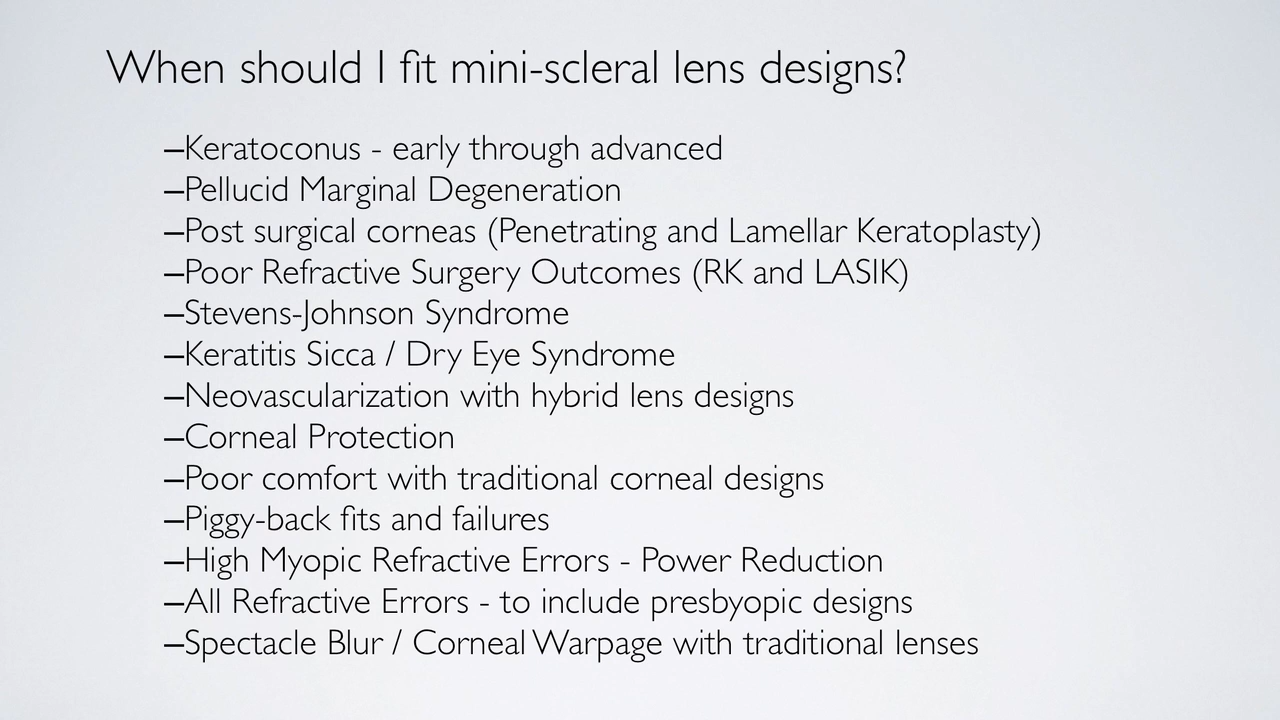 When should I fit mini-scleral lens designs?
–Keratoconus - early through advanced
–Pellucid Marginal Degeneration
–Post surgical corneas (Penetrating and Lamellar Keratoplasty)
–Poor Refractive Surgery Outcomes (RK and LASIK)
–Stevens-Johnson Syndrome
–Keratitis Sicca / Dry Eye Syndrome
–Neovascularization with hybrid lens designs
–Corneal Protection
–Poor comfort with traditional corneal designs
–Piggy-back fits and failures
–High Myopic Refractive Errors - Power Reduction
–All Refractive Errors - to include presbyopic designs
–Spectacle Blur / Corneal Warpage with traditional lenses